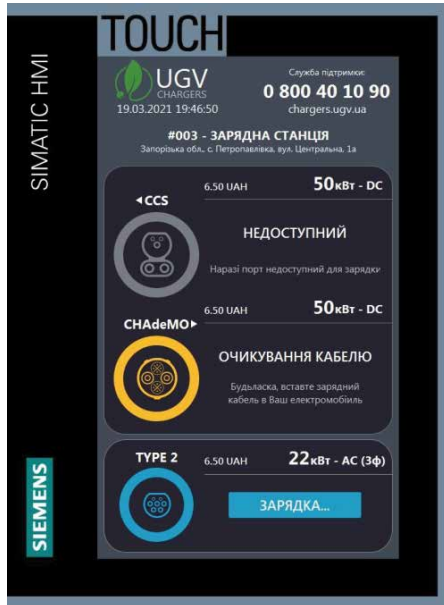 TOUCH
SIMATIC HMI
UGV
CHARGERS
19.03.2021 19:46:50
Служба підтримки:
0 800 40 10 90
chargers.ugv.ua
#003 - ЗАРЯДНА СТАНЦІЯ
Запорізька обл., с. Петропавлівка, вул. Центральна, 1а
◄CCS
6.50 UAH
50кВт - DC
НЕДОСТУПНИЙ
Наразі порт недоступний для зарядки
CHAdeMO►
6.50 UAH
50кВт - DC
ОЧИКУВАННЯ КАБЕЛЮ
Будьласка, вставте зарядний
кабель в Ваш електромобіль
TYPE 2
6.50 UAH
22кВт - AC (3ф)
ЗАРЯДКА...
SIEMENS